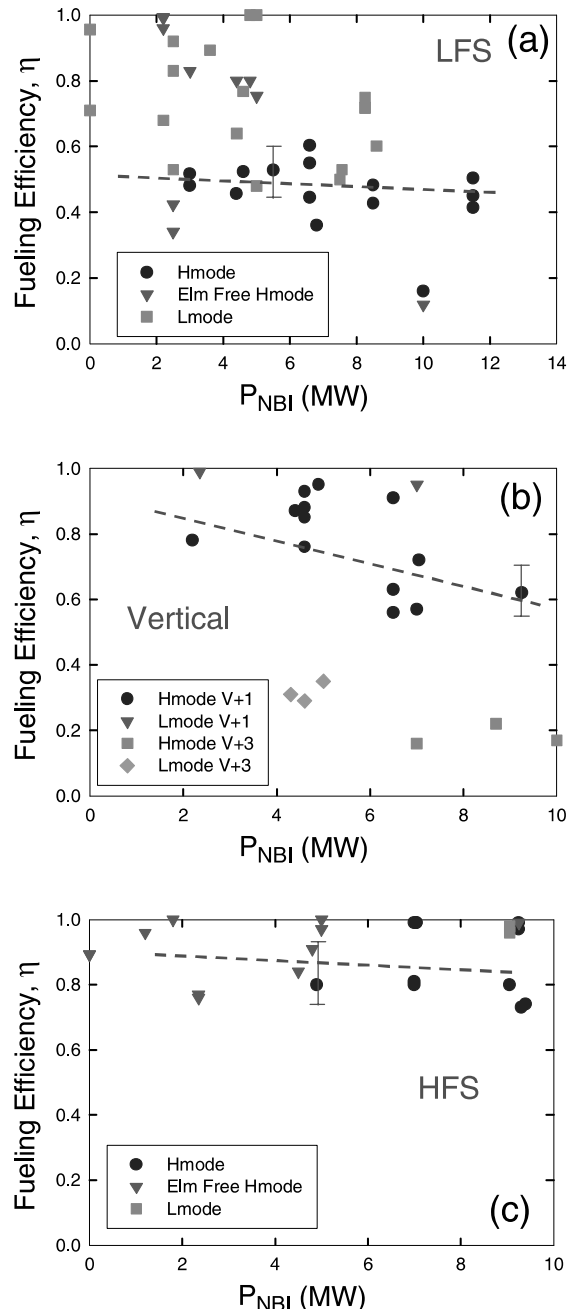 (a)
LFS
Fueling Efficiency, η
1.0
0.8
0.6
0.4
0.2
0.0
Hmode
Elm Free Hmode
Lmode
0 2 4 6 8 10 12 14
P_NBI (MW)
(b)
Vertical
Fueling Efficiency, η
1.0
0.8
0.6
0.4
0.2
0.0
Hmode V+1
Lmode V+1
Hmode V+3
Lmode V+3
0 2 4 6 8 10
P_NBI (MW)
Fueling Efficiency, η
1.0
0.8
0.6
0.4
0.2
0.0
HFS
Hmode
Elm Free Hmode
Lmode
(c)
0 2 4 6 8 10
P_NBI (MW)